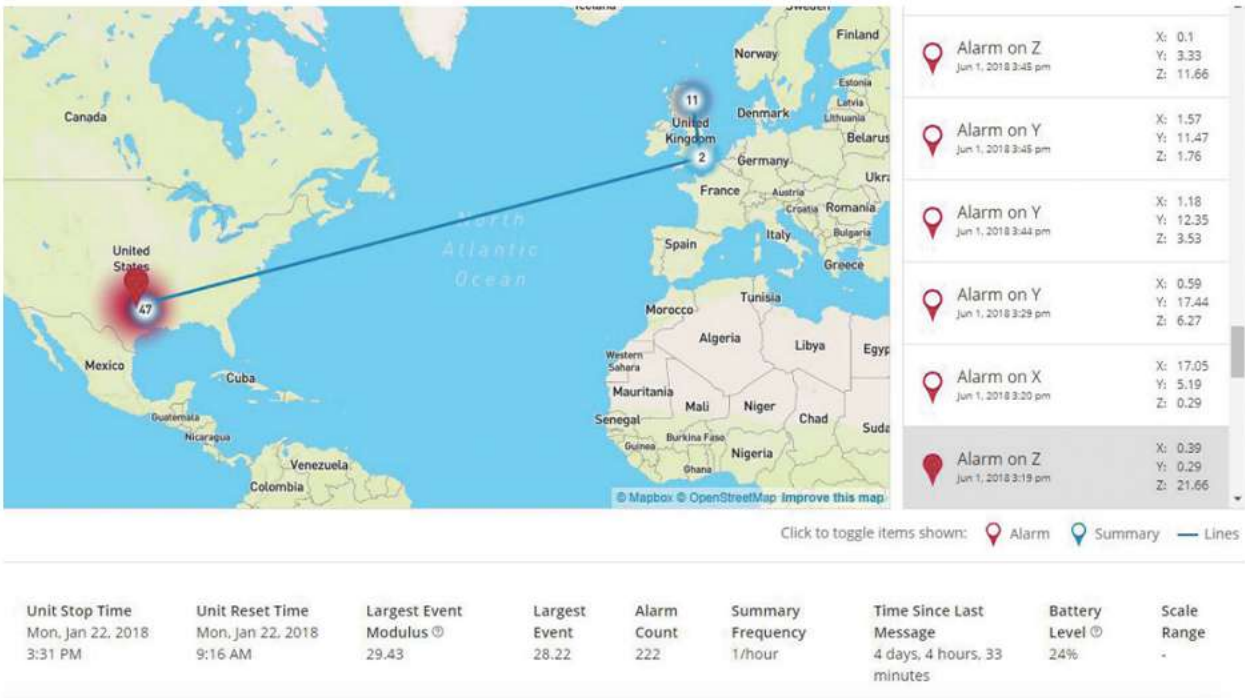 Sweden
Finland
Norway
Estonia
Latvia
Lithuania
Denmark
Belarus
11
United
Kingdom
2
Germany
Ukra
France
Austria
Croatia
Romania
Italy
Bulgaria
Spain
Greece
Canada
North
Atlantic
Ocean
United
States
47
Mexico
Cuba
Guatemala
Nicaragua
Venezuela
Colombia
Morocco
Tunisia
Algeria
Libya
Egyp
Western
Sahara
Mauritania
Mali
Niger
Chad
Suda
Senegal
Burkina Faso
Guinea
Nigeria
Ghana
© Mapbox © OpenStreetMap Improve this map
Alarm on Z
Jun 1, 2018 3:45 pm
X: 0.1
Y: 3.33
Z: 11.66
Alarm on Y
Jun 1, 2018 3:45 pm
X: 1.57
Y: 11.47
Z: 1.76
Alarm on Y
Jun 1, 2018 3:44 pm
X: 1.18
Y: 12.35
Z: 3.53
Alarm on Y
Jun 1, 2018 3:29 pm
X: 0.59
Y: 17.44
Z: 6.27
Alarm on X
Jun 1, 2018 3:20 pm
X: 17.05
Y: 5.19
Z: 0.29
Alarm on Z
Jun 1, 2018 3:19 pm
X: 0.39
Y: 0.29
Z: 21.66
Click to toggle items shown: Alarm Summary Lines
Unit Stop Time
Mon, Jan 22, 2018
3:31 PM
Unit Reset Time
Mon, Jan 22, 2018
9:16 AM
Largest Event
Modulus
29.43
Largest
Event
28.22
Alarm
Count
222
Summary
Frequency
1/hour
Time Since Last
Message
4 days, 4 hours, 33
minutes
Battery
Level
24%
Scale
Range
-